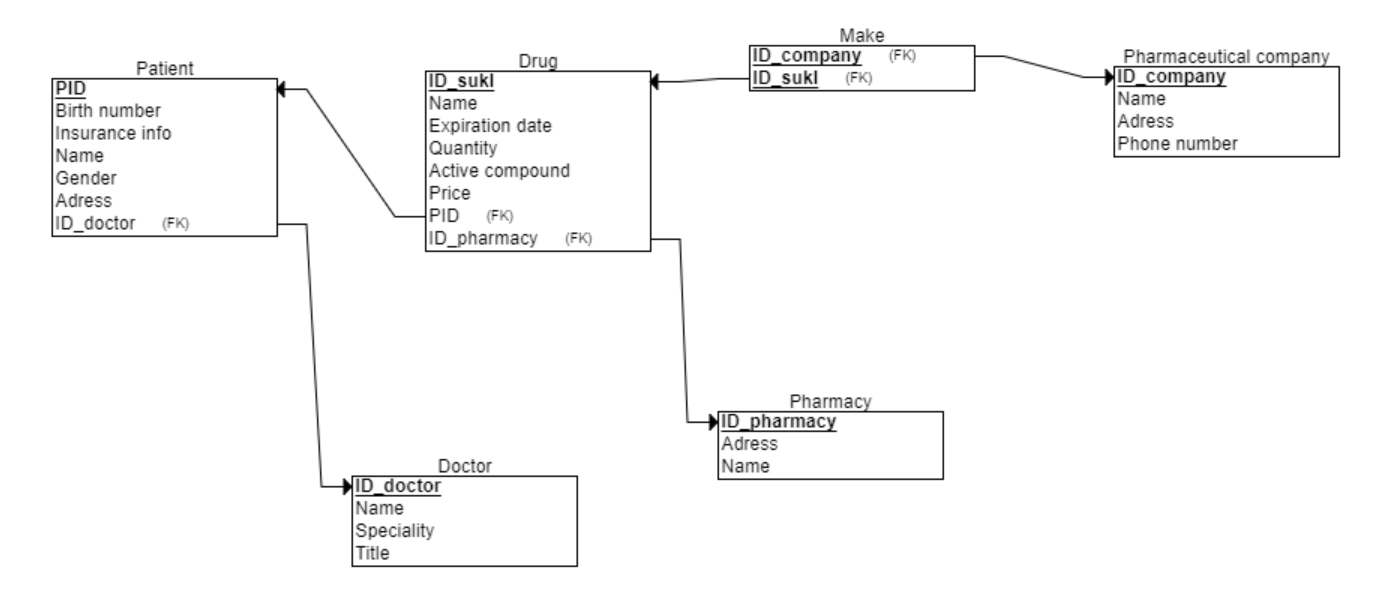 Patient
PID
Birth number
Insurance info
Name
Gender
Adress
ID_doctor (FK)
Drug
ID_sukl
Name
Expiration date
Quantity
Active compound
Price
PID (FK)
ID_pharmacy (FK)
Make
ID_company (FK)
ID_sukl (FK)
Pharmaceutical company
ID_company
Name
Adress
Phone number
Pharmacy
ID_pharmacy
Adress
Name
Doctor
ID_doctor
Name
Speciality
Title